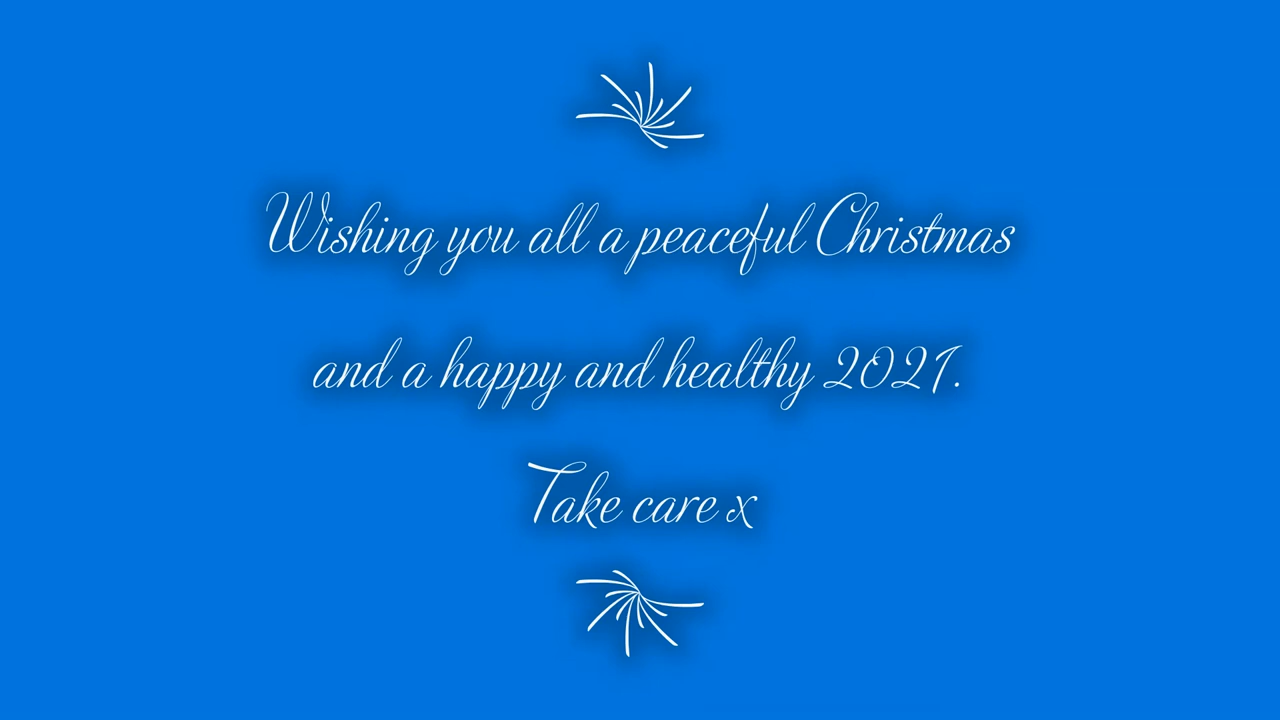 Wishing you all a peaceful Christmas
and a happy and healthy 2021.
Take care x